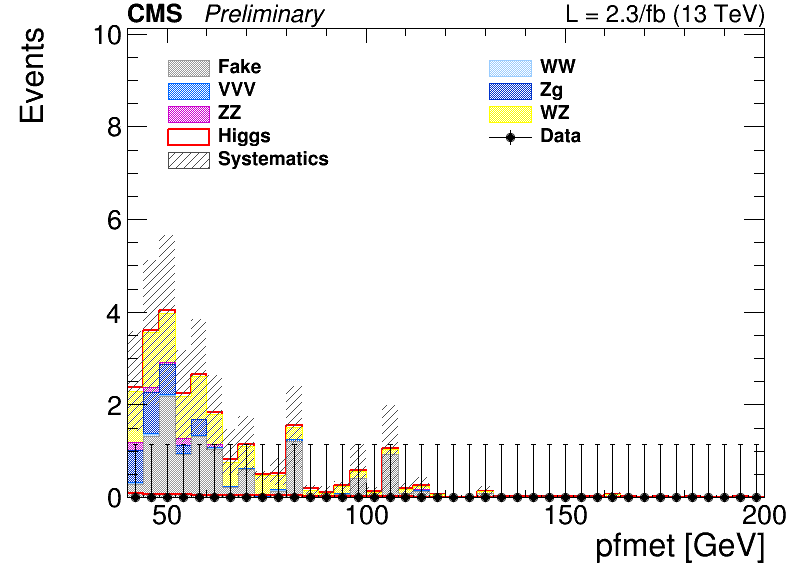 CMS Preliminary L = 2.3/fb (13 TeV)
Events
10
8
6
4
2
0
Fake
VVV
ZZ
Higgs
Systematics
WW
Zg
WZ
Data
50 100 150 200
pfmet [GeV]